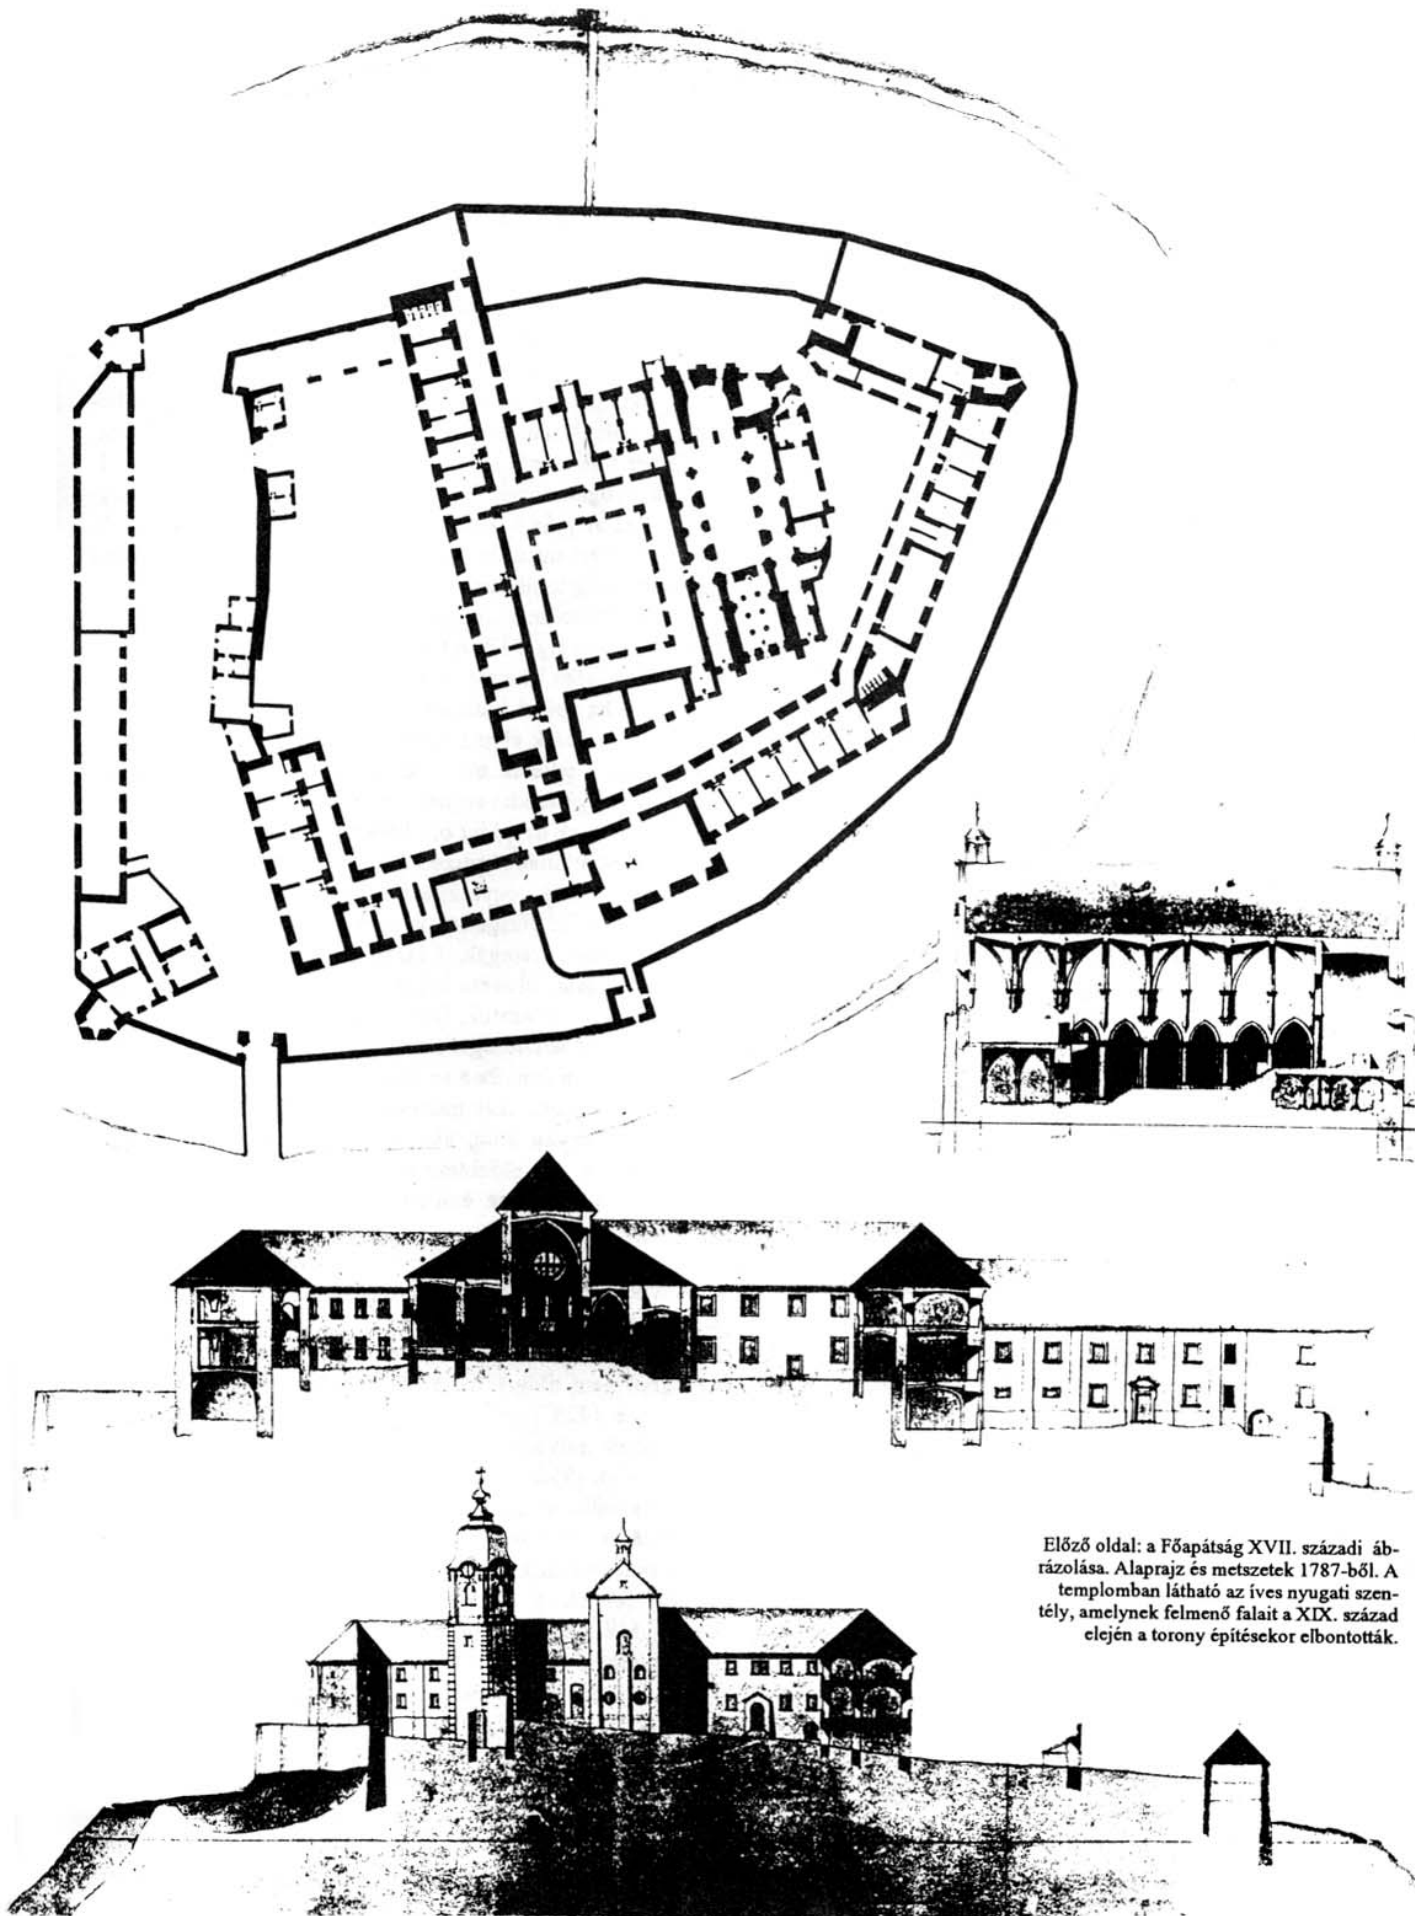 Előző oldal: a Főapátság XVII. századi áb-
rázolása. Alaprajz és metszetek 1787-ből. A
templomban látható az íves nyugati szen-
tély, amelynek felmenő falait a XIX. század
elején a torony építésekor elbontották.